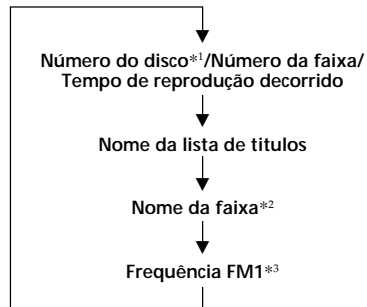 Número do disco*1/Número da faixa/
Tempo de reprodução decorrido
Nome da lista de titulos
Nome da faixa*2
Frequência FM1*3